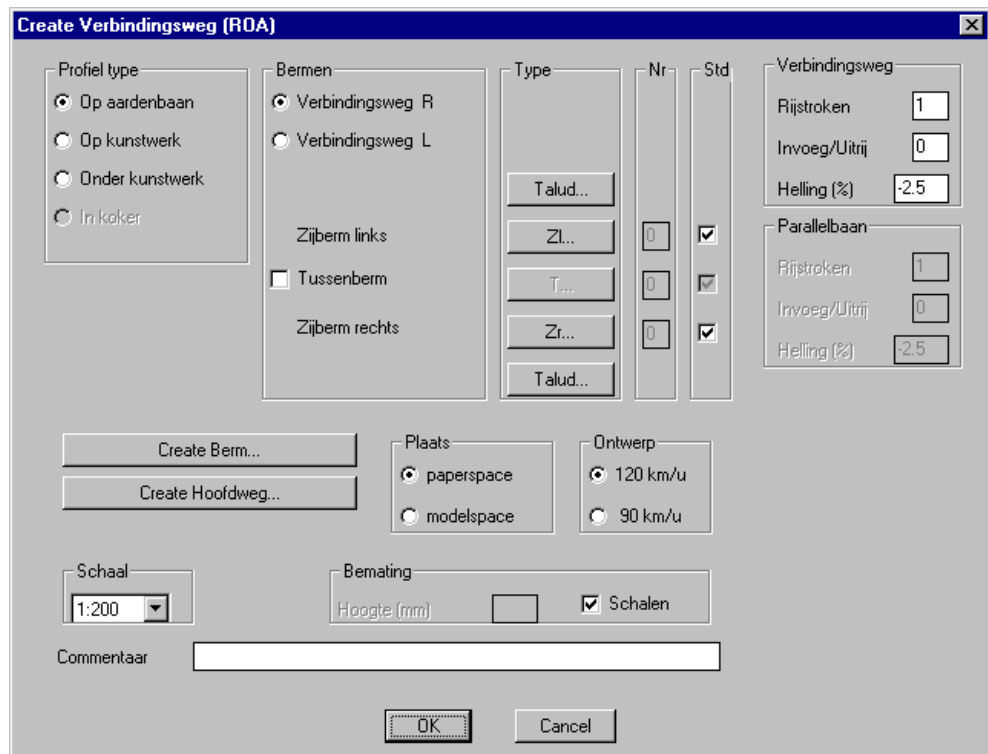 Create Verbindingsweg (ROA)
Profiel type
Op aardenbaan
Op kunstwerk
Onder kunstwerk
In koker
Bermen
Verbindingsweg R
Verbindingsweg L
Zijberm links
Tussenberm
Zijberm rechts
Type
Talud...
Zl...
T...
Zr...
Talud...
Nr
0
0
0
Std
Verbindingsweg
Rijstroken 1
Invoeg/Uitrij 0
Helling (%) -2.5
Parallelbaan
Rijstroken 1
Invoeg/Uitrij 0
Helling (%) -2.5
Create Berm...
Create Hoofdweg...
Plaats
paperspace
modelspace
Ontwerp
120 km/u
90 km/u
Schaal
1:200
Bemating
Hoogte (mm)
Schalen
Commentaar
OK
Cancel